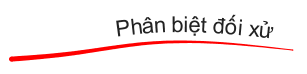 Phân biệt đối xử